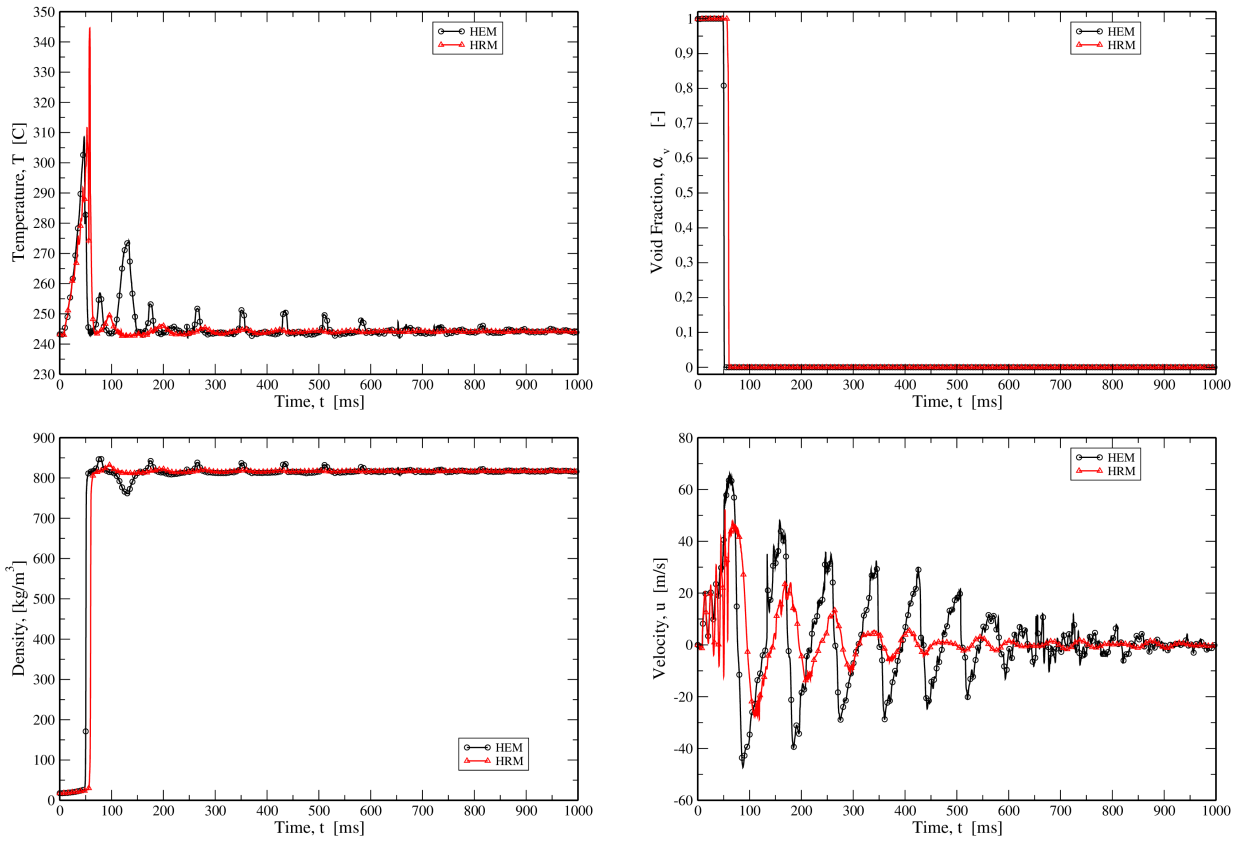 350
340
330
320
310
300
290
280
270
260
250
240
230
Temperature, T [C]
HEM
HRM
0 100 200 300 400 500 600 700 800 900 1000
Time, t [ms]
1
0,9
0,8
0,7
0,6
0,5
0,4
0,3
0,2
0,1
0
Void Fraction, αv [-]
HEM
HRM
0 100 200 300 400 500 600 700 800 900 1000
Time, t [ms]
900
800
700
600
500
400
300
200
100
0
Density, [kg/m³]
HEM
HRM
0 100 200 300 400 500 600 700 800 900 1000
Time, t [ms]
80
60
40
20
0
-20
-40
-60
Velocity, u [m/s]
HEM
HRM
0 100 200 300 400 500 600 700 800 900 1000
Time, t [ms]